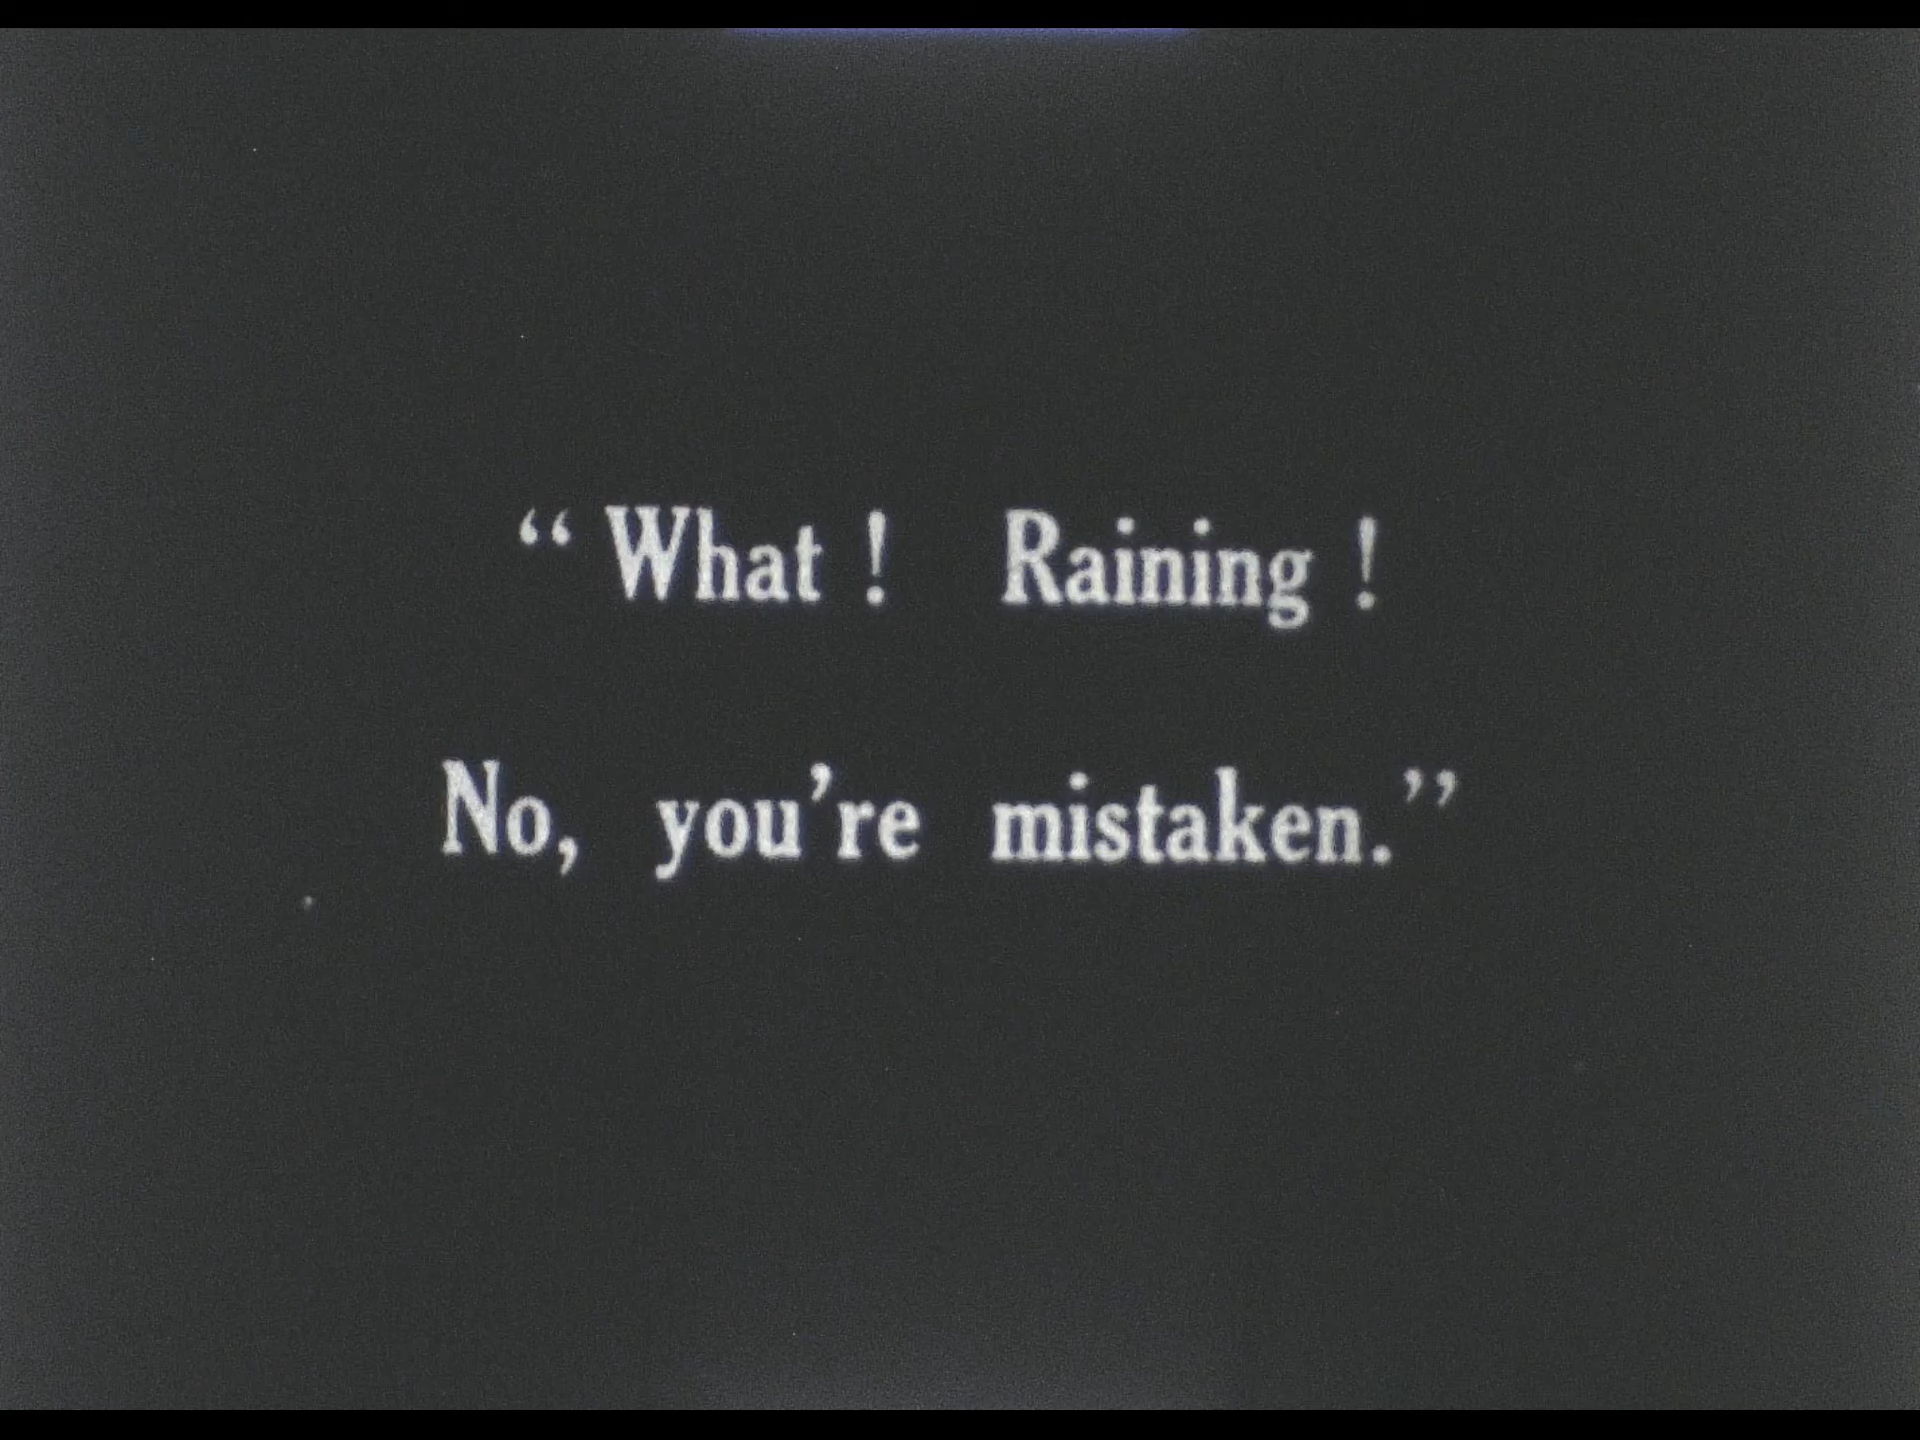 “ What ! Raining !
No, you’re mistaken.”